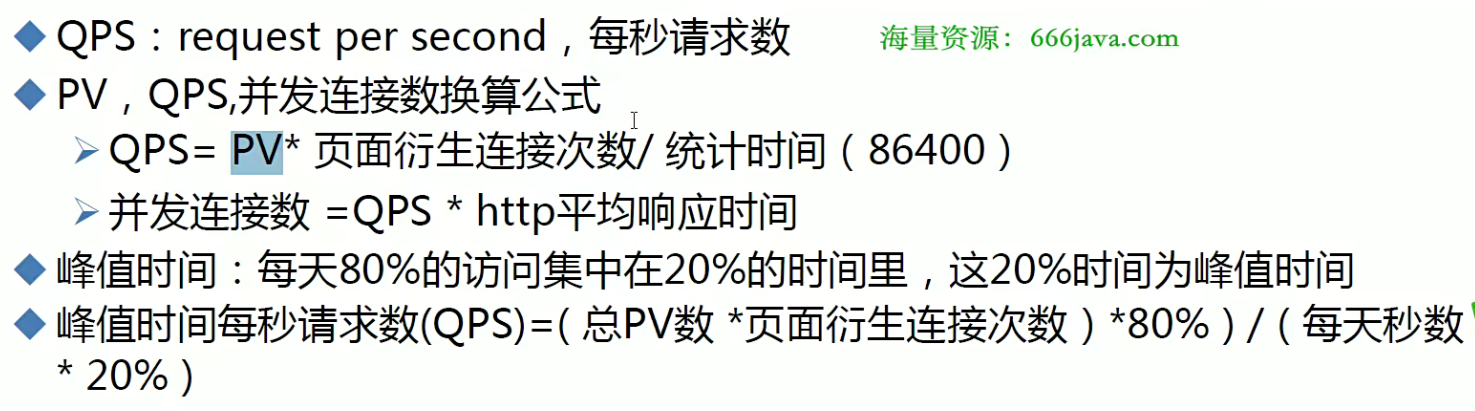 QPS：request per second，每秒请求数
海量资源：666java.com
PV，QPS,并发连接数换算公式
QPS= PV* 页面衍生连接次数/ 统计时间（86400）
并发连接数 =QPS * http平均响应时间
峰值时间：每天80%的访问集中在20%的时间里，这20%时间为峰值时间
峰值时间每秒请求数(QPS)=( 总PV数 *页面衍生连接次数）*80%）/（每天秒数
* 20%）